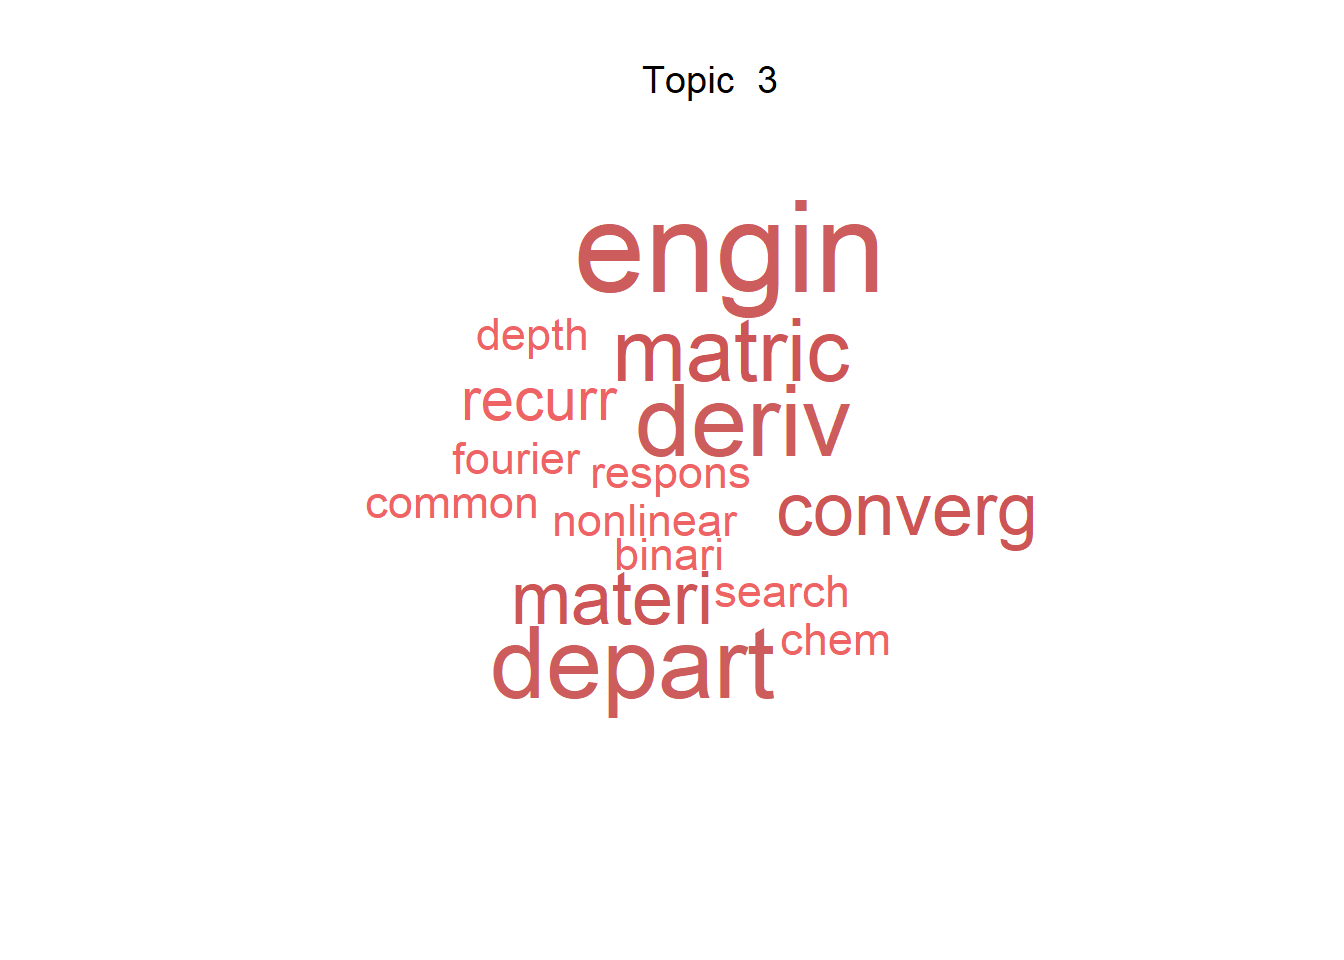 Topic 3
engin
depth
matric
recurr
deriv
fourier
respons
common
nonlinear
converg
binari
materi
search
depart
chem